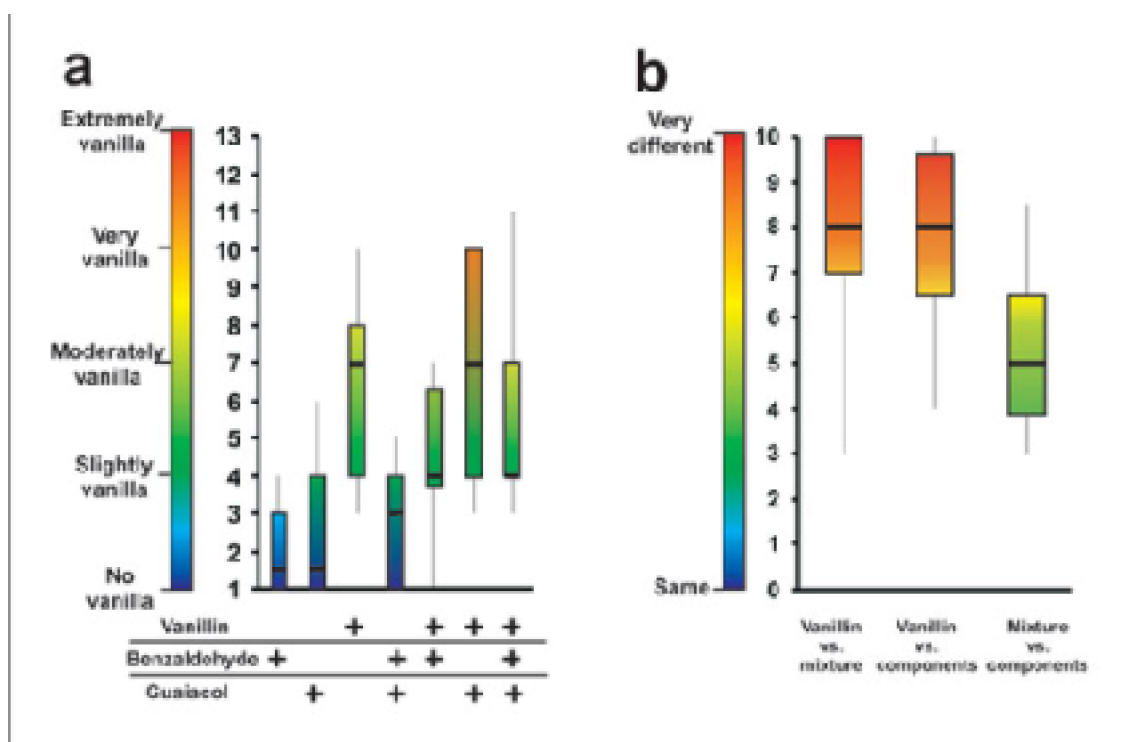 a
Extremely
vanilla
Very
vanilla
Moderately
vanilla
Slightly
vanilla
No
vanilla
13
12
11
10
9
8
7
6
5
4
3
2
1
Vanillin + + + +
Benzaldehyde + + + +
Guaiacol + + + +
b
Very
different
Same
10
9
8
7
6
5
4
3
2
1
0
Vanillin
vs.
mixture
Vanillin
vs.
components
Mixture
vs.
components